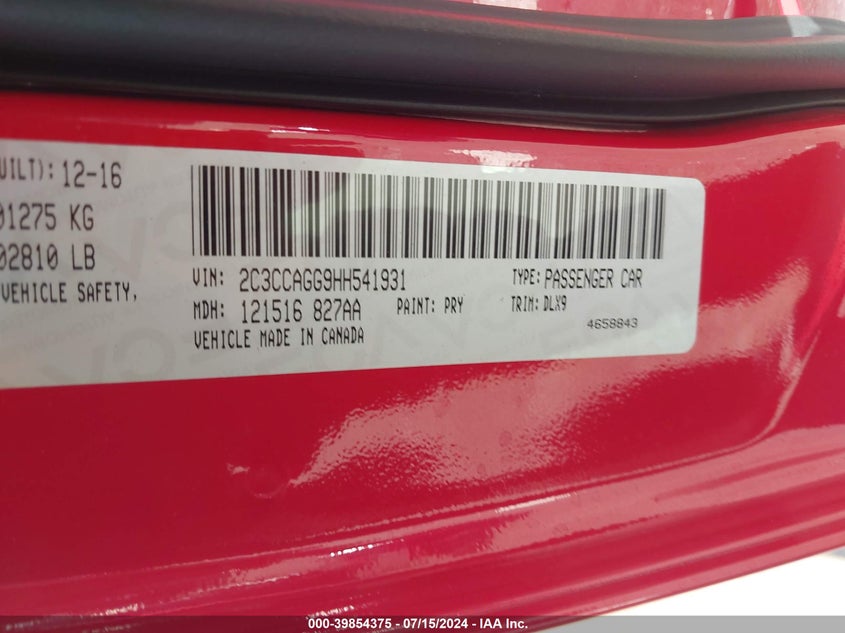 UILT): 12-16
01275 KG
02810 LB
VEHICLE SAFETY,
VIN: 2C3CCAGG9HH541931 TYPE: PASSENGER CAR
MDH: 121516 827AA PAINT: PRY TRIM: DLX9
4658843
VEHICLE MADE IN CANADA
000-39854375 - 07/15/2024 - IAA Inc.